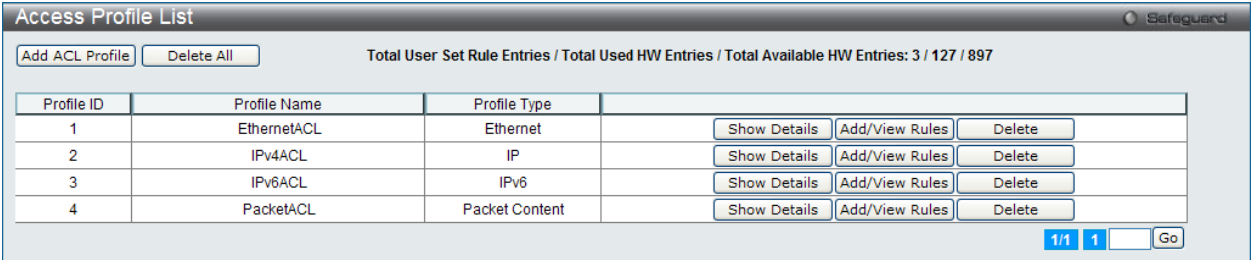 Access Profile List
Safeguard
Add ACL Profile Delete All Total User Set Rule Entries / Total Used HW Entries / Total Available HW Entries: 3 / 127 / 897
Profile ID Profile Name Profile Type
1 EthernetACL Ethernet Show Details Add/View Rules Delete
2 IPv4ACL IP Show Details Add/View Rules Delete
3 IPv6ACL IPv6 Show Details Add/View Rules Delete
4 PacketACL Packet Content Show Details Add/View Rules Delete
1/1 1 Go